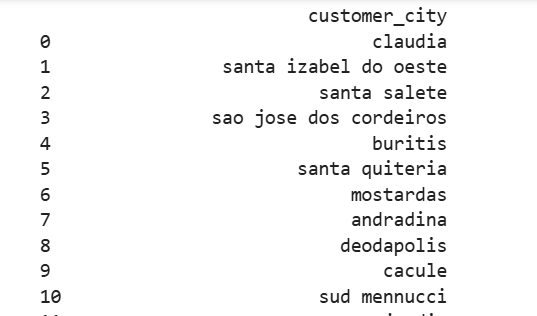 customer_city
0 claudia
1 santa izabel do oeste
2 santa salete
3 sao jose dos cordeiros
4 buritis
5 santa quiteria
6 mostardas
7 andradina
8 deodapolis
9 cacule
10 sud mennucci